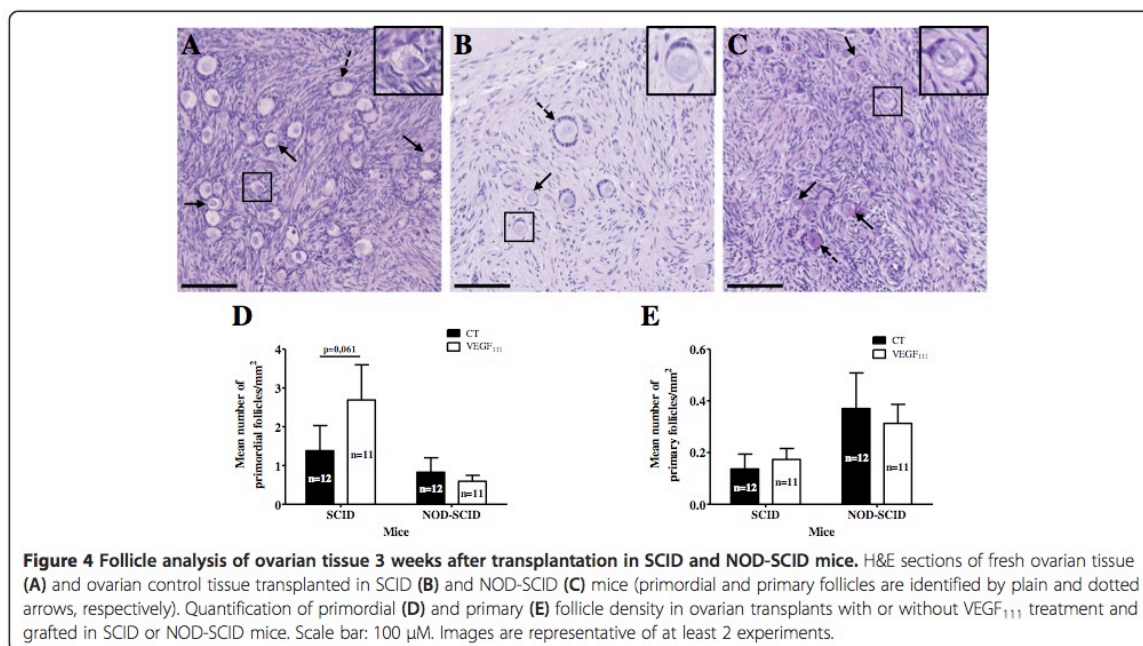 A
B
C
D
CT
VEGF111
p=0,061
Mean number of
primordial follicles/mm2
4
3
2
1
0
n=12
n=11
n=12
n=11
SCID
NOD-SCID
Mice
E
CT
VEGF111
Mean number of
primary follicles/mm2
0.6
0.4
0.2
0.0
n=12
n=11
n=12
n=11
SCID
NOD-SCID
Mice
Figure 4 Follicle analysis of ovarian tissue 3 weeks after transplantation in SCID and NOD-SCID mice. H&E sections of fresh ovarian tissue
(A) and ovarian control tissue transplanted in SCID (B) and NOD-SCID (C) mice (primordial and primary follicles are identified by plain and dotted
arrows, respectively). Quantification of primordial (D) and primary (E) follicle density in ovarian transplants with or without VEGF111 treatment and
grafted in SCID or NOD-SCID mice. Scale bar: 100 μM. Images are representative of at least 2 experiments.